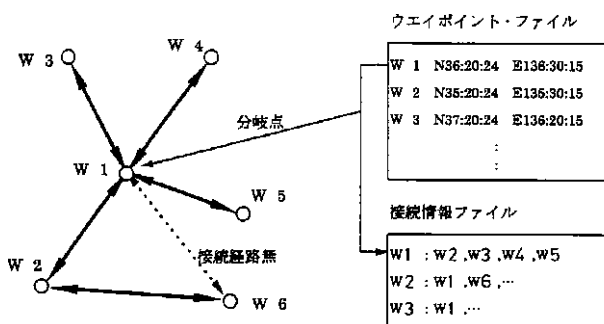 W 3
W 4
W 1
W 5
W 2
W 6
分岐点
接続経路無
ウエイポイント・ファイル
W 1 N36:20:24 E136:30:15
W 2 N35:20:24 E135:30:15
W 3 N37:20:24 E136:20:15
:
:
接続情報ファイル
W1 : W2 ,W3 ,W4 ,W5
W2 : W1 ,W6 ,…
W3 : W1 ,…